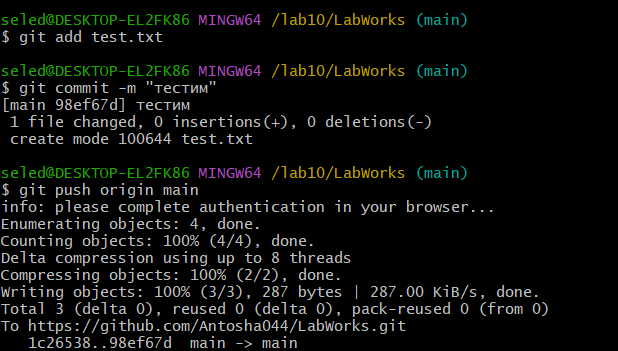 seled@DESKTOP-EL2FK86 MINGW64 /lab10/LabWorks (main)
$ git add test.txt
seled@DESKTOP-EL2FK86 MINGW64 /lab10/LabWorks (main)
$ git commit -m "тестим"
[main 98ef67d] тестим
 1 file changed, 0 insertions(+), 0 deletions(-)
 create mode 100644 test.txt
seled@DESKTOP-EL2FK86 MINGW64 /lab10/LabWorks (main)
$ git push origin main
info: please complete authentication in your browser...
Enumerating objects: 4, done.
Counting objects: 100% (4/4), done.
Delta compression using up to 8 threads
Compressing objects: 100% (2/2), done.
Writing objects: 100% (3/3), 287 bytes | 287.00 KiB/s, done.
Total 3 (delta 0), reused 0 (delta 0), pack-reused 0 (from 0)
To https://github.com/Antosha044/LabWorks.git
   1c26538..98ef67d  main -> main